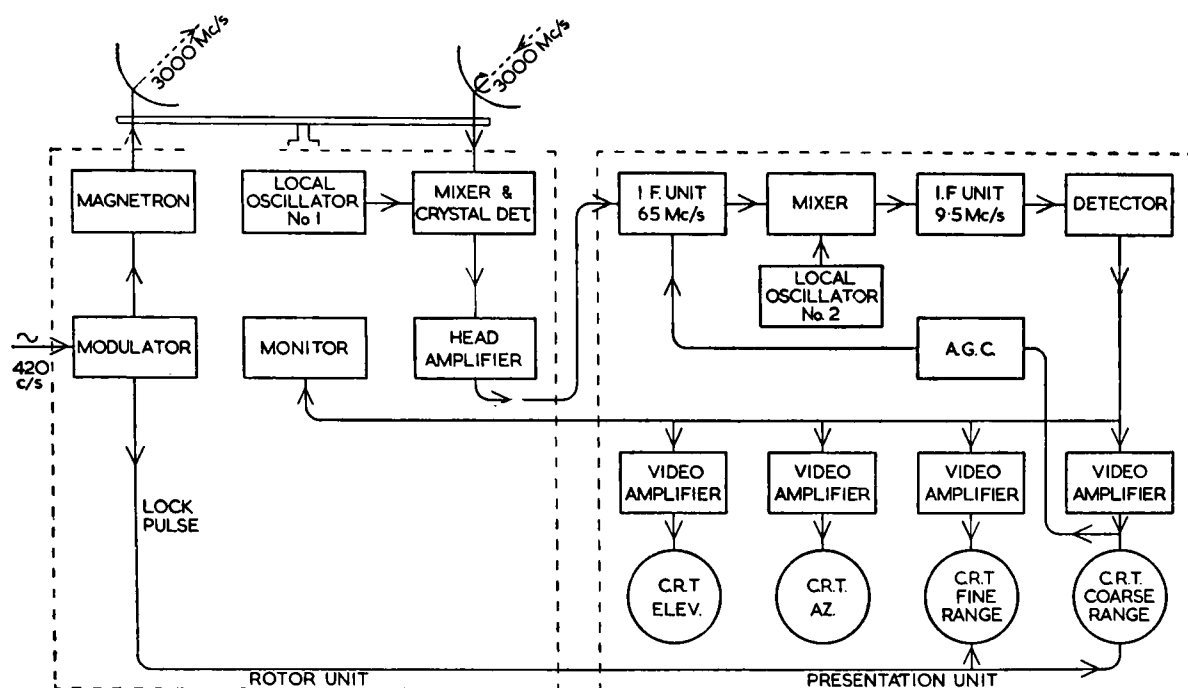 3000 Mc/s
3000 Mc/s
MAGNETRON
LOCAL
OSCILLATOR
No 1
MIXER &
CRYSTAL DET.
I F. UNIT
65 Mc/s
MIXER
I.F UNIT
9·5 Mc/s
DETECTOR
LOCAL
OSCILLATOR
No. 2
~
420
c/s
MODULATOR
MONITOR
HEAD
AMPLIFIER
A.G.C.
VIDEO
AMPLIFIER
VIDEO
AMPLIFIER
VIDEO
AMPLIFIER
VIDEO
AMPLIFIER
LOCK
PULSE
C.R.T
ELEV.
C.R.T.
AZ.
C.R.T
FINE
RANGE
C.R.T.
COARSE
RANGE
ROTOR UNIT
PRESENTATION UNIT